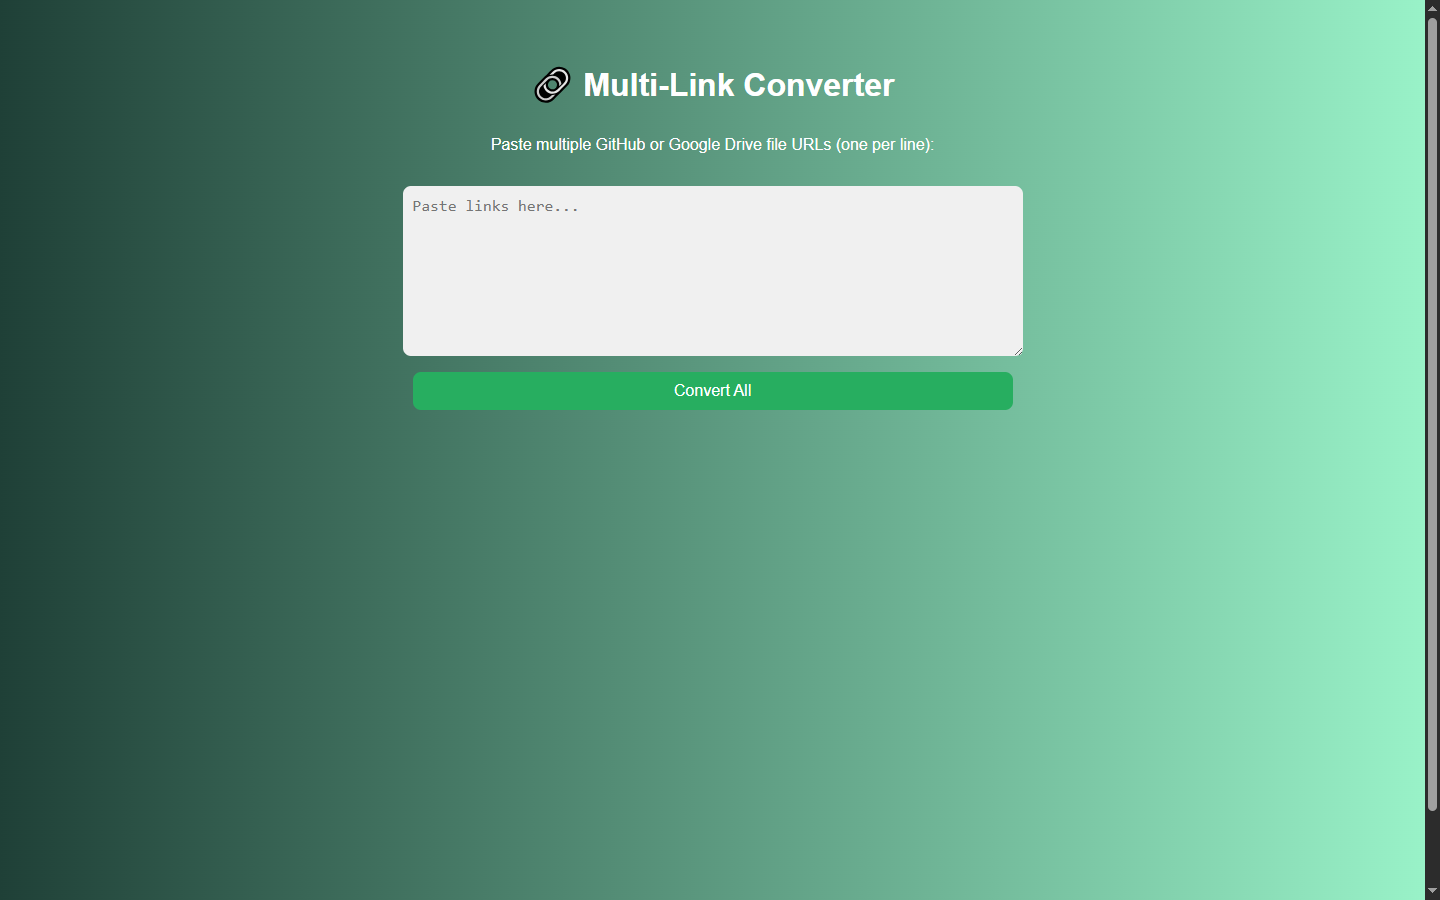 🔗 Multi-Link Converter
Paste multiple GitHub or Google Drive file URLs (one per line):
Paste links here...
Convert All